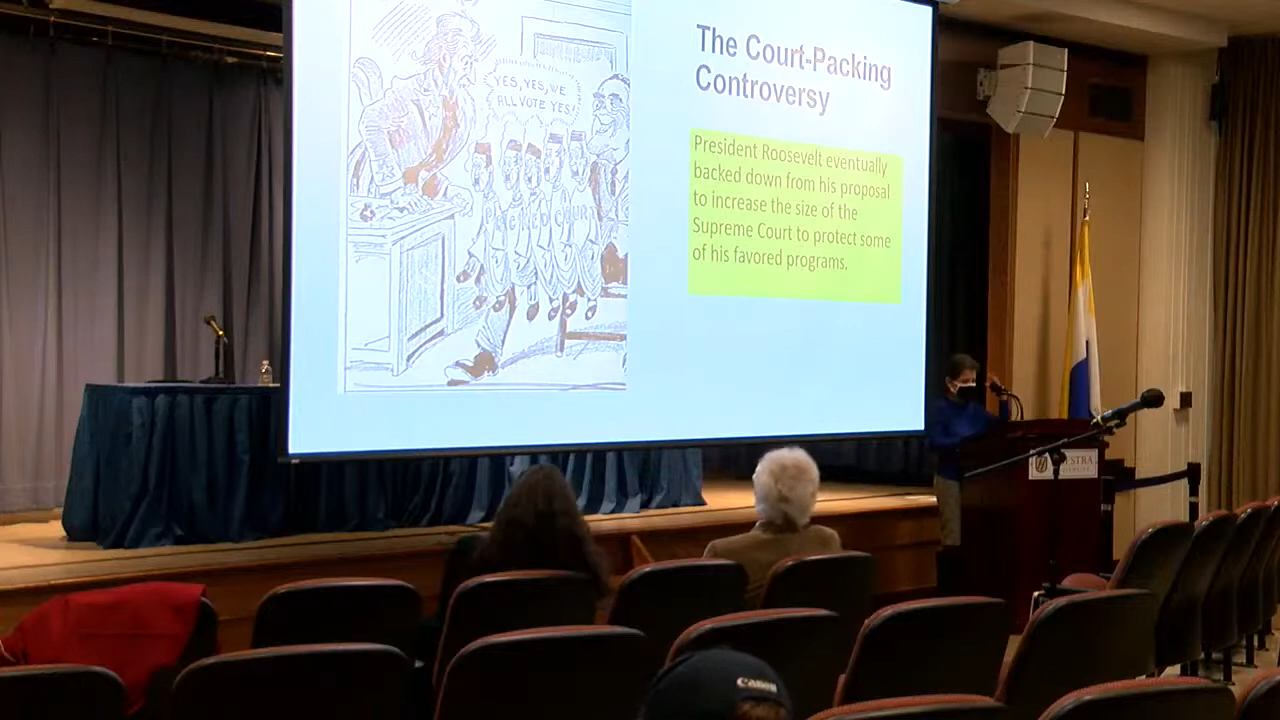 The Court-Packing
Controversy
YES, YES, WE
ALL VOTE YES!
COURT
President Roosevelt eventually
backed down from his proposal
to increase the size of the
Supreme Court to protect some
of his favored programs.
Canon